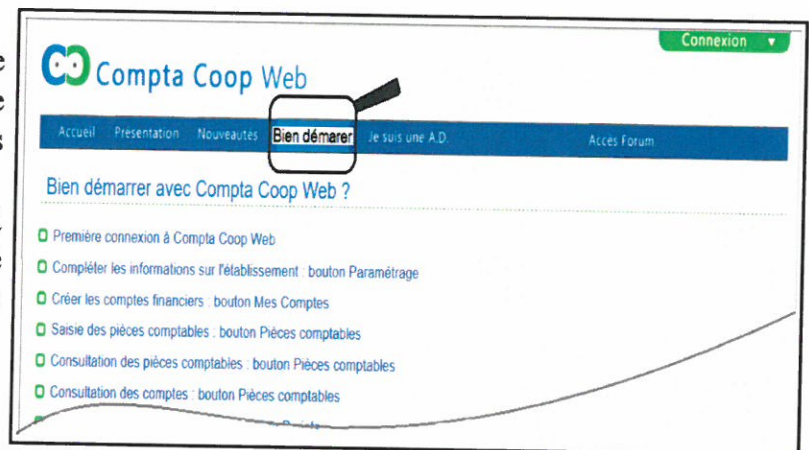 Connexion
Compta Coop Web
Accueil Présentation Nouveautés Bien démarer Je suis une A.D. Accès Forum
Bien démarrer avec Compta Coop Web ?
Première connexion à Compta Coop Web
Compléter les informations sur l'établissement : bouton Paramétrage
Créer les comptes financiers : bouton Mes Comptes
Saisie des pièces comptables : bouton Pièces comptables
Consultation des pièces comptables : bouton Pièces comptables
Consultation des comptes : bouton Pièces comptables